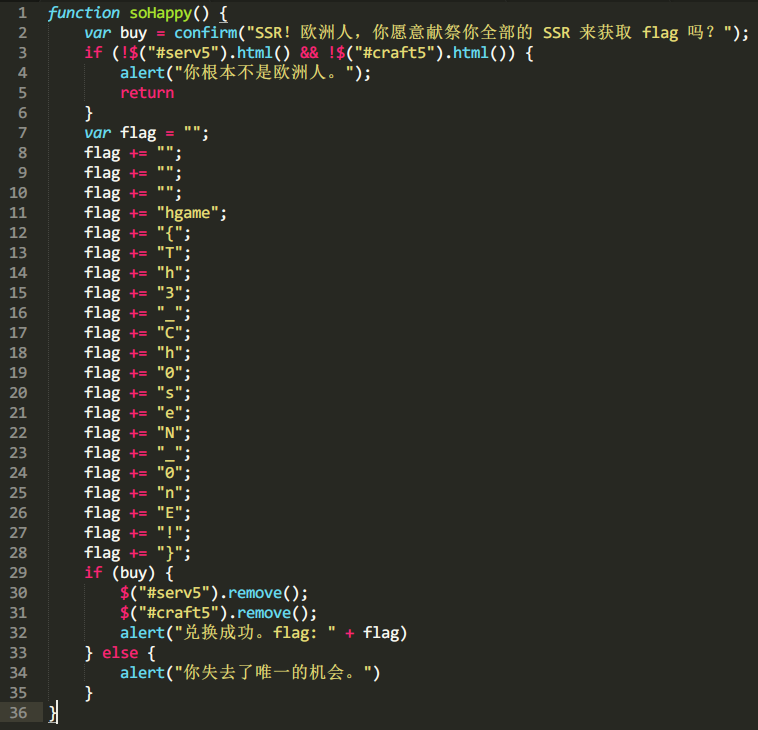 1 function soHappy() {
2     var buy = confirm("SSR! 欧洲人，你愿意献祭你全部的 SSR 来获取 flag 吗？");
3     if (!$("#serv5").html() && !$("#craft5").html()) {
4         alert("你根本不是欧洲人。");
5         return
6     }
7     var flag = "";
8     flag += "";
9     flag += "";
10     flag += "";
11     flag += "hgame";
12     flag += "{";
13     flag += "T";
14     flag += "h";
15     flag += "3";
16     flag += "_";
17     flag += "C";
18     flag += "h";
19     flag += "0";
20     flag += "s";
21     flag += "e";
22     flag += "N";
23     flag += "_";
24     flag += "0";
25     flag += "n";
26     flag += "E";
27     flag += "!";
28     flag += "}";
29     if (buy) {
30         $("#serv5").remove();
31         $("#craft5").remove();
32         alert("兑换成功。flag: " + flag)
33     } else {
34         alert("你失去了唯一的机会。")
35     }
36 }